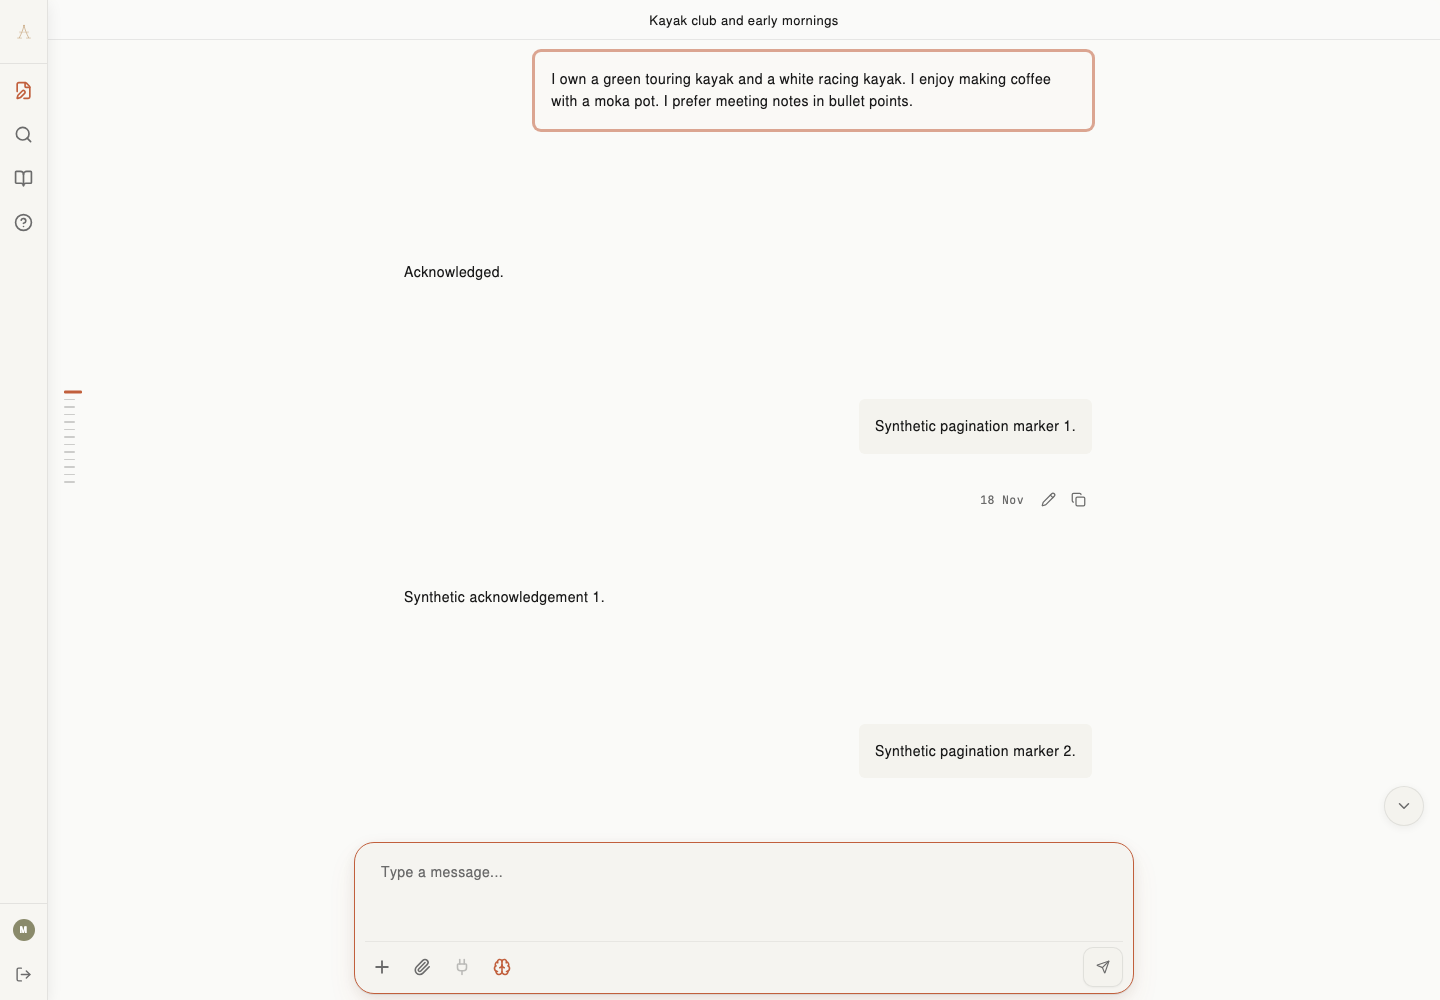 Kayak club and early mornings
I own a green touring kayak and a white racing kayak. I enjoy making coffee
with a moka pot. I prefer meeting notes in bullet points.
Acknowledged.
Synthetic pagination marker 1.
18 Nov
Synthetic acknowledgement 1.
Synthetic pagination marker 2.
Type a message...
M